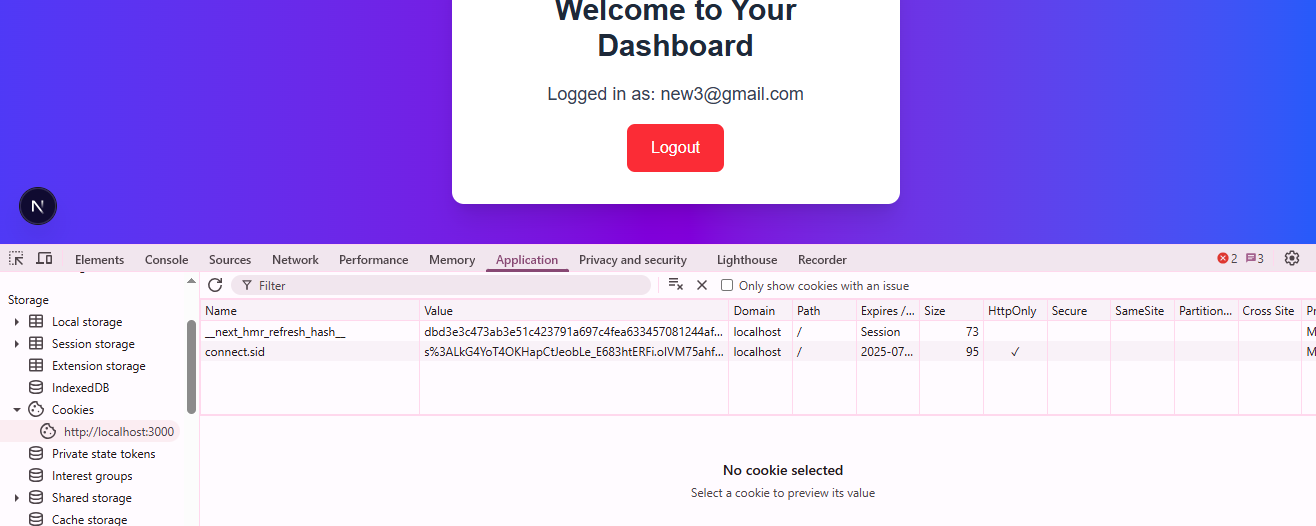 Welcome to Your
Dashboard
Logged in as: new3@gmail.com
Logout
N
Elements Console Sources Network Performance Memory Application Privacy and security Lighthouse Recorder 2 3
Storage
Local storage
Session storage
Extension storage
IndexedDB
Cookies
http://localhost:3000
Private state tokens
Interest groups
Shared storage
Cache storage
Filter Only show cookies with an issue
Name Value Domain Path Expires /... Size HttpOnly Secure SameSite Partition... Cross Site Pr
__next_hmr_refresh_hash__ dbd3e3c473ab3e51c423791a697c4fea633457081244af... localhost / Session 73 M
connect.sid s%3ALkG4YoT4OKHapCtJeobLe_E683htERFi.oIVM75ahf... localhost / 2025-07... 95 ✓ M
No cookie selected
Select a cookie to preview its value